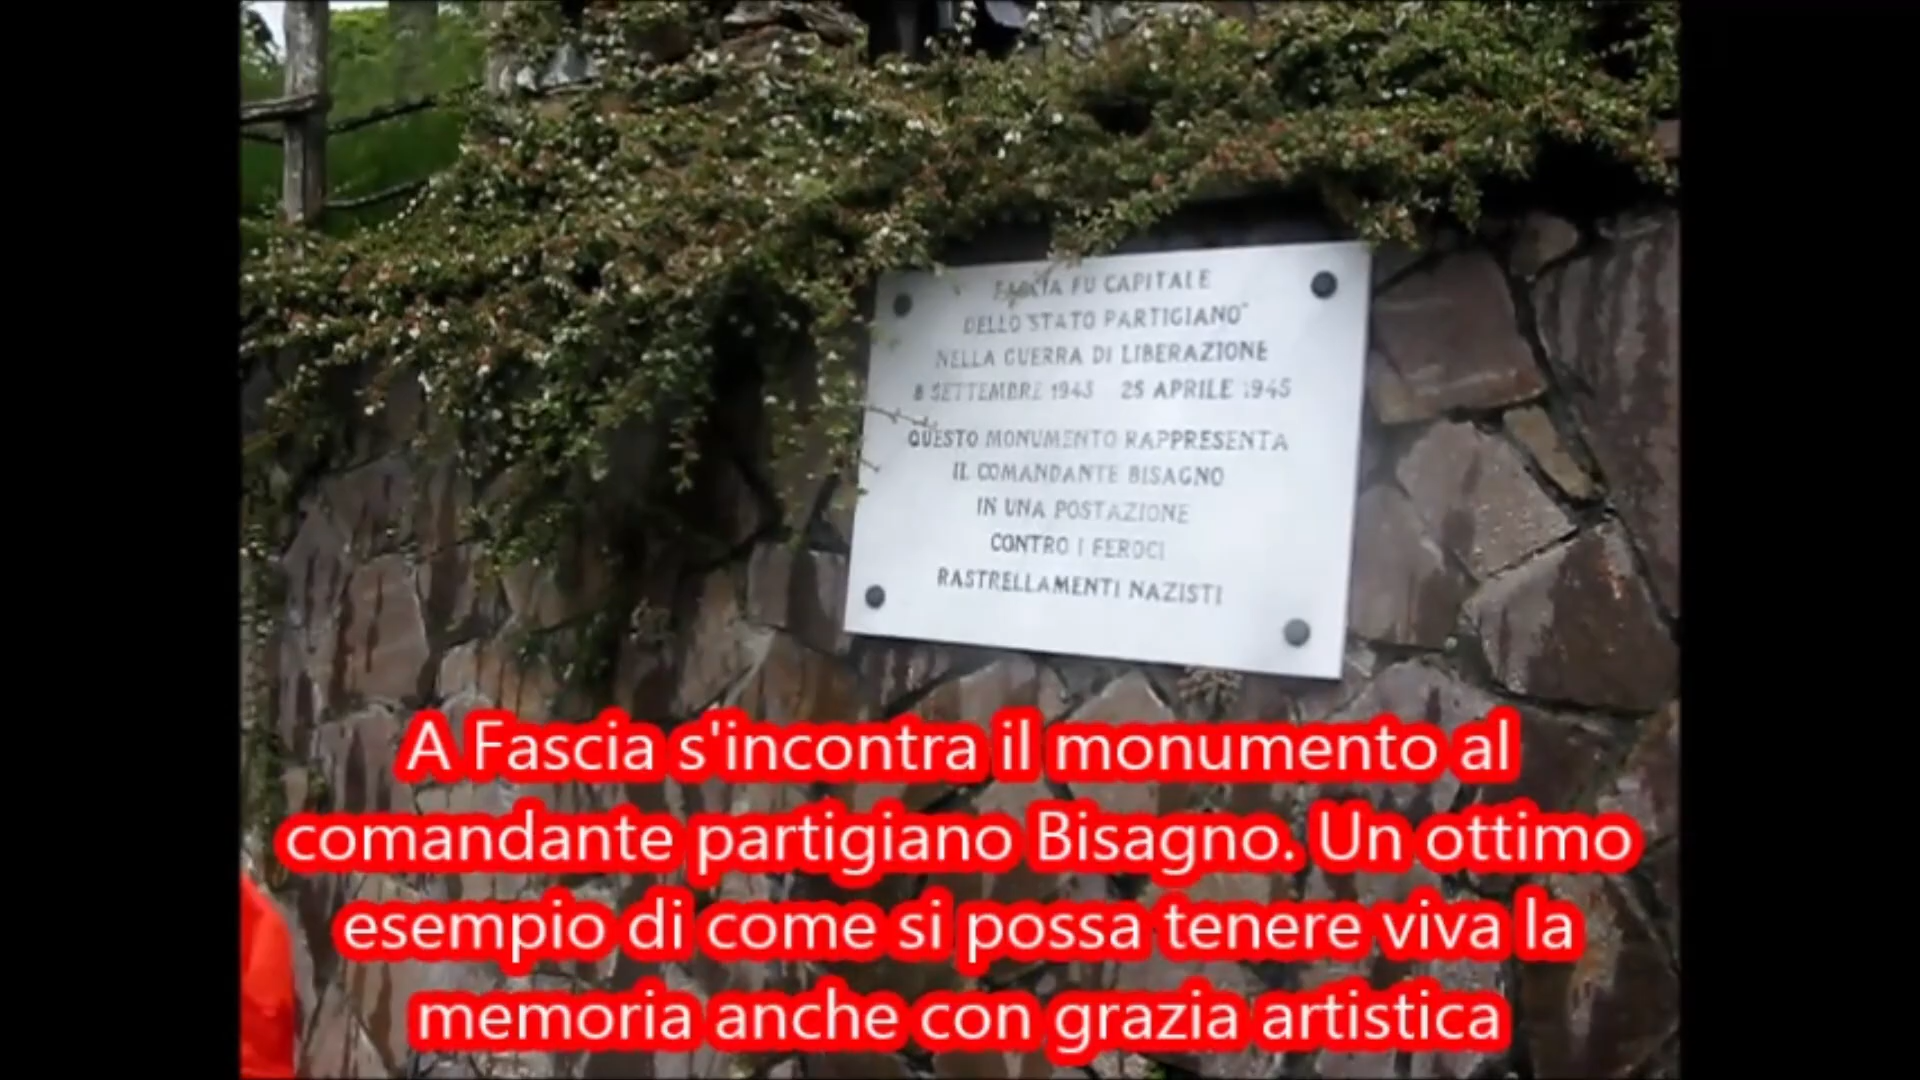 FASCIA FU CAPITALE
DELLO "STATO PARTIGIANO"
NELLA GUERRA DI LIBERAZIONE
8 SETTEMBRE 1943 25 APRILE 1945
QUESTO MONUMENTO RAPPRESENTA
IL COMANDANTE BISAGNO
IN UNA POSTAZIONE
CONTRO I FEROCI
RASTRELLAMENTI NAZISTI
A Fascia s'incontra il monumento al
comandante partigiano Bisagno. Un ottimo
esempio di come si possa tenere viva la
memoria anche con grazia artistica